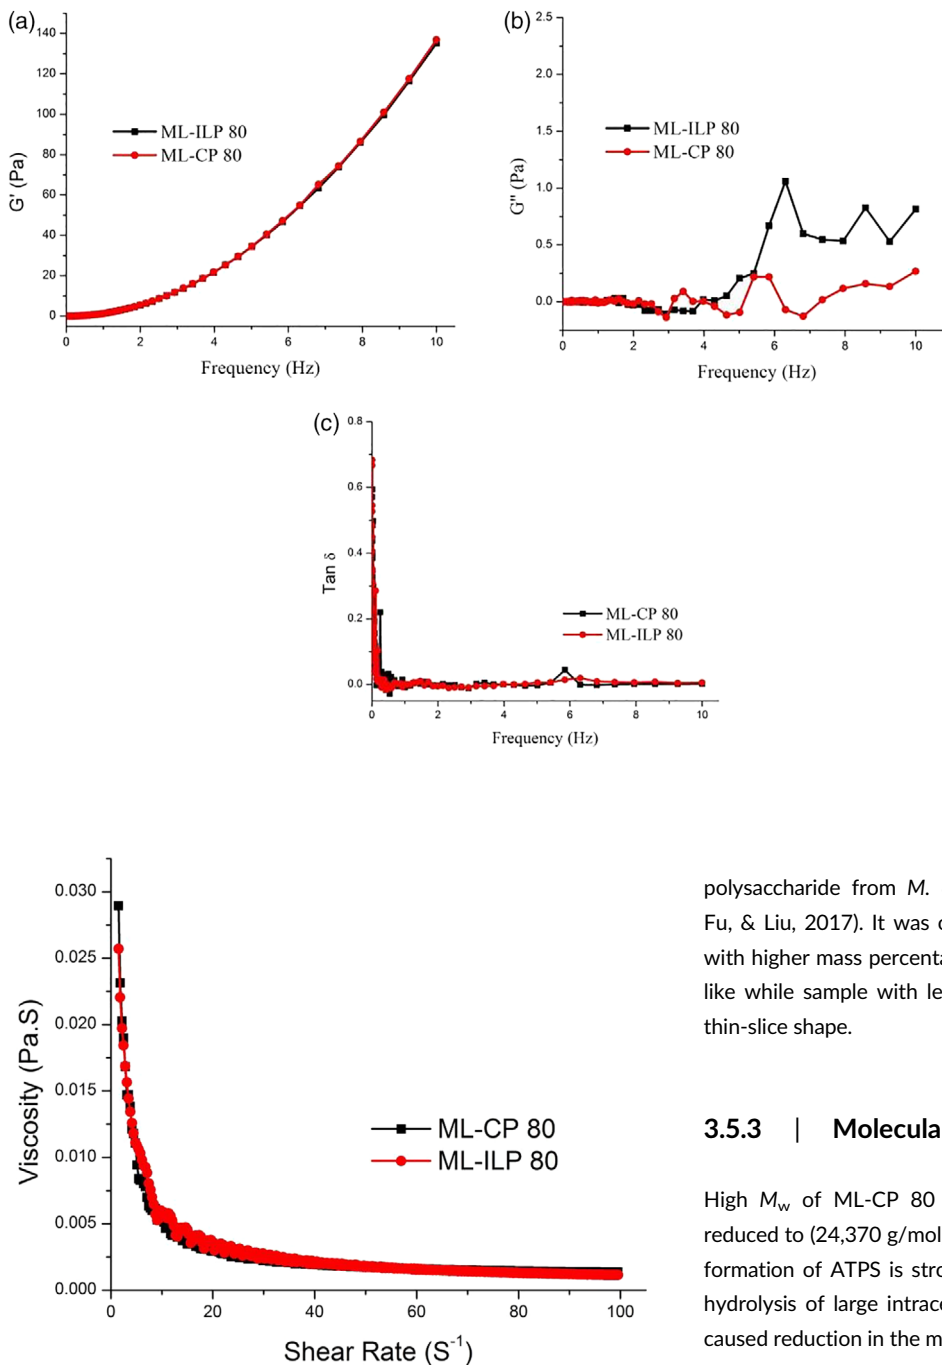 (a)
140
120
100
80
60
40
20
0
G' (Pa)
ML-ILP 80
ML-CP 80
0 2 4 6 8 10
Frequency (Hz)
(b)
2.5
2.0
1.5
1.0
0.5
0.0
G'' (Pa)
ML-ILP 80
ML-CP 80
0 2 4 6 8 10
Frequency (Hz)
(c)
0.8
0.6
0.4
0.2
0.0
Tan δ
ML-CP 80
ML-ILP 80
0 2 4 6 8 10
Frequency (Hz)
0.030
0.025
0.020
0.015
0.010
0.005
0.000
Viscosity (Pa.S)
ML-CP 80
ML-ILP 80
0 20 40 60 80 100
Shear Rate (S⁻¹)
polysaccharide from M.
Fu, & Liu, 2017). It was
with higher mass percenta
like while sample with le
thin-slice shape.
3.5.3 | Molecula
High Mw of ML-CP 80
reduced to (24,370 g/mol
formation of ATPS is stro
hydrolysis of large intrace
caused reduction in the m